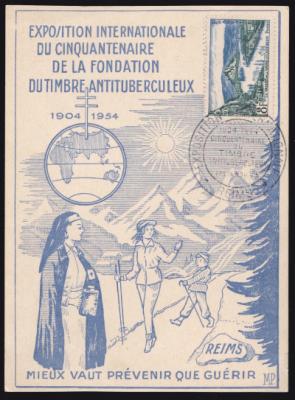 EXPOSITION INTERNATIONALE
DU CINQUANTENAIRE
DE LA FONDATION
DU TIMBRE ANTITUBERCULEUX
1904 1954
REIMS
MIEUX VAUT PRÉVENIR QUE GUÉRIR
MP